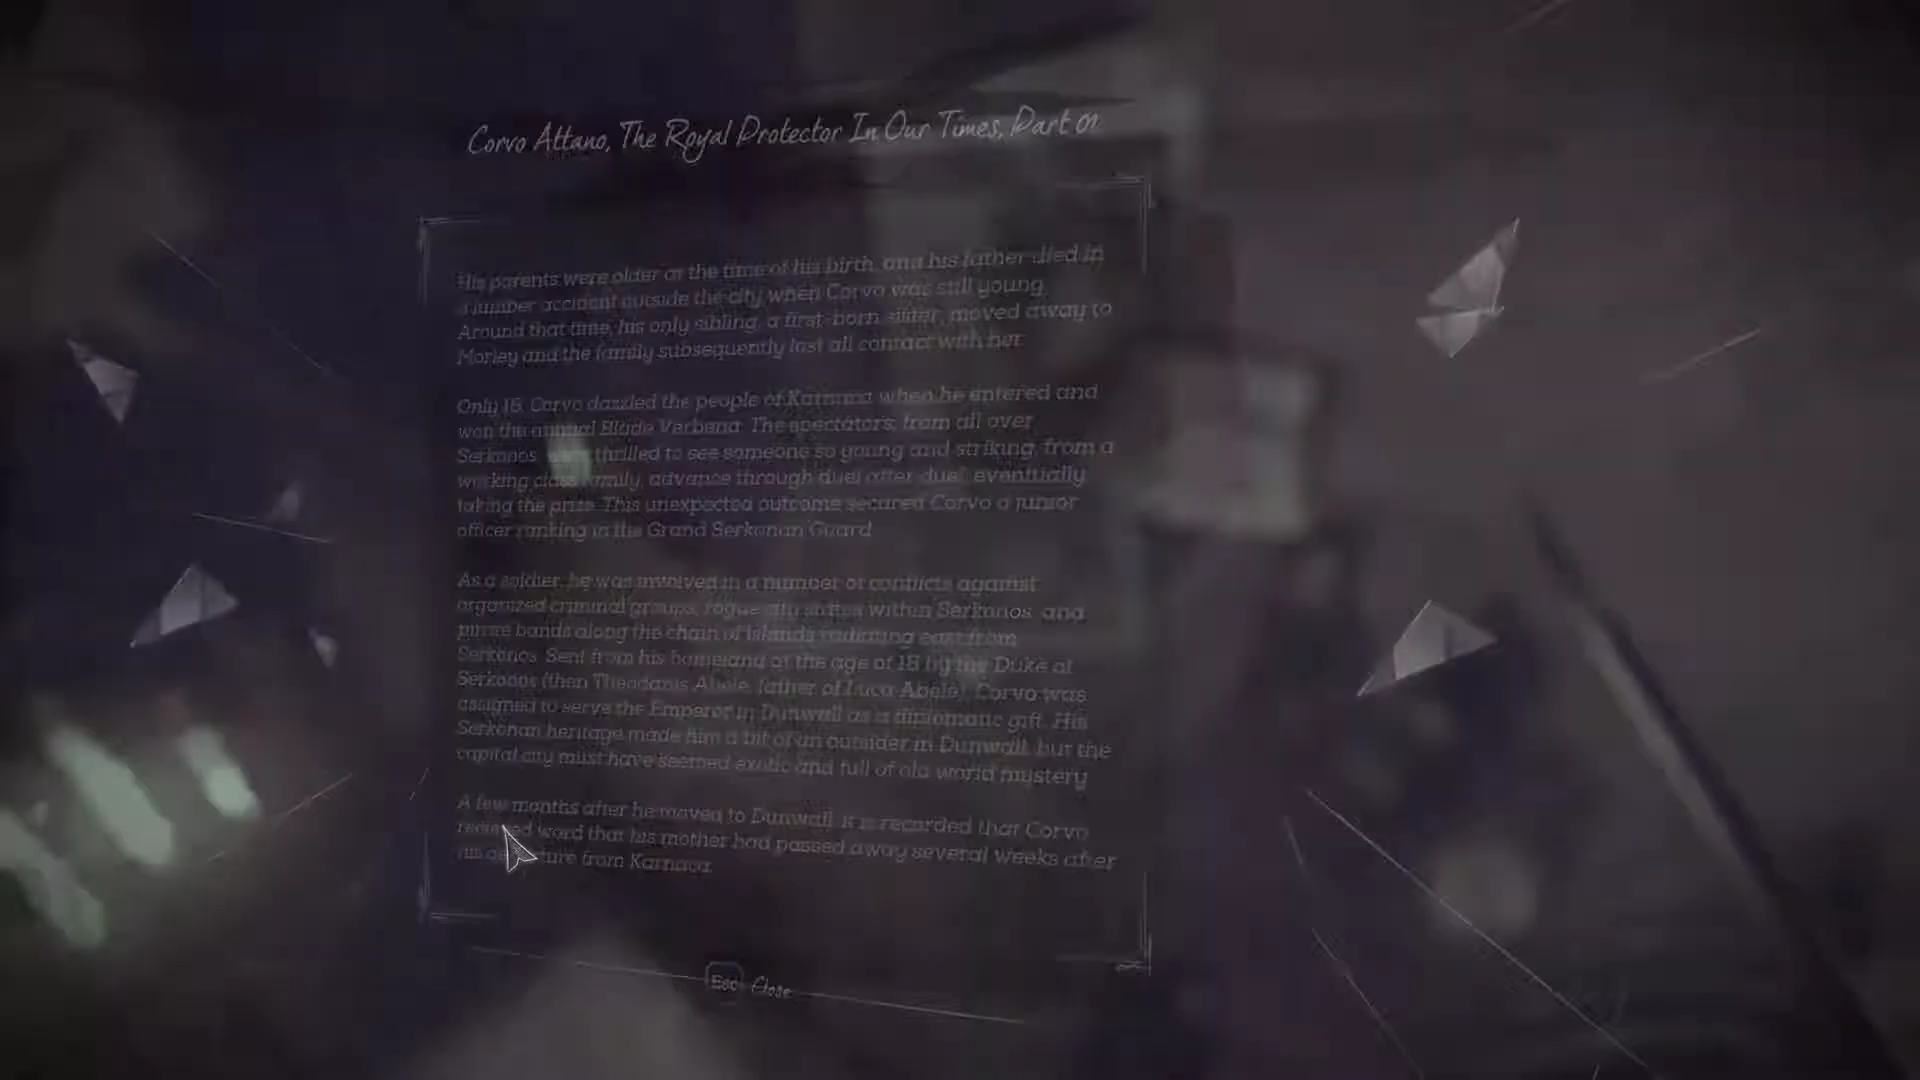 Corvo Attano, The Royal Protector In Our Times, Part 01
His parents were older at the time of his birth, and his father died in
a lumber accident outside the city when Corvo was still young.
Around that time, his only sibling, a first-born sister, moved away to
Morley and the family subsequently lost all contact with her.
Only 16, Corvo dazzled the people of Karnaca when he entered and
won the annual Blade Verbena. The spectators, from all over
Serkonos, thrilled to see someone so young and striking, from a
working class family, advance through duel after duel, eventually
taking the prize. This unexpected outcome secured Corvo a junior
officer ranking in the Grand Serkonan Guard.
As a soldier, he was involved in a number of conflicts against
organized criminal groups, rogue city states within Serkonos, and
pirate bands along the chain of islands radiating east from
Serkonos. Sent from his homeland at the age of 18 by the Duke of
Serkonos (then Theodanis Abele, father of Luca Abele), Corvo was
assigned to serve the Emperor in Dunwall as a diplomatic gift. His
Serkonan heritage made him a bit of an outsider in Dunwall, but the
capital city must have seemed exotic and full of old world mystery.
A few months after he moved to Dunwall, it is recorded that Corvo
received word that his mother had passed away several weeks after
his departure from Karnaca.
Esc Close